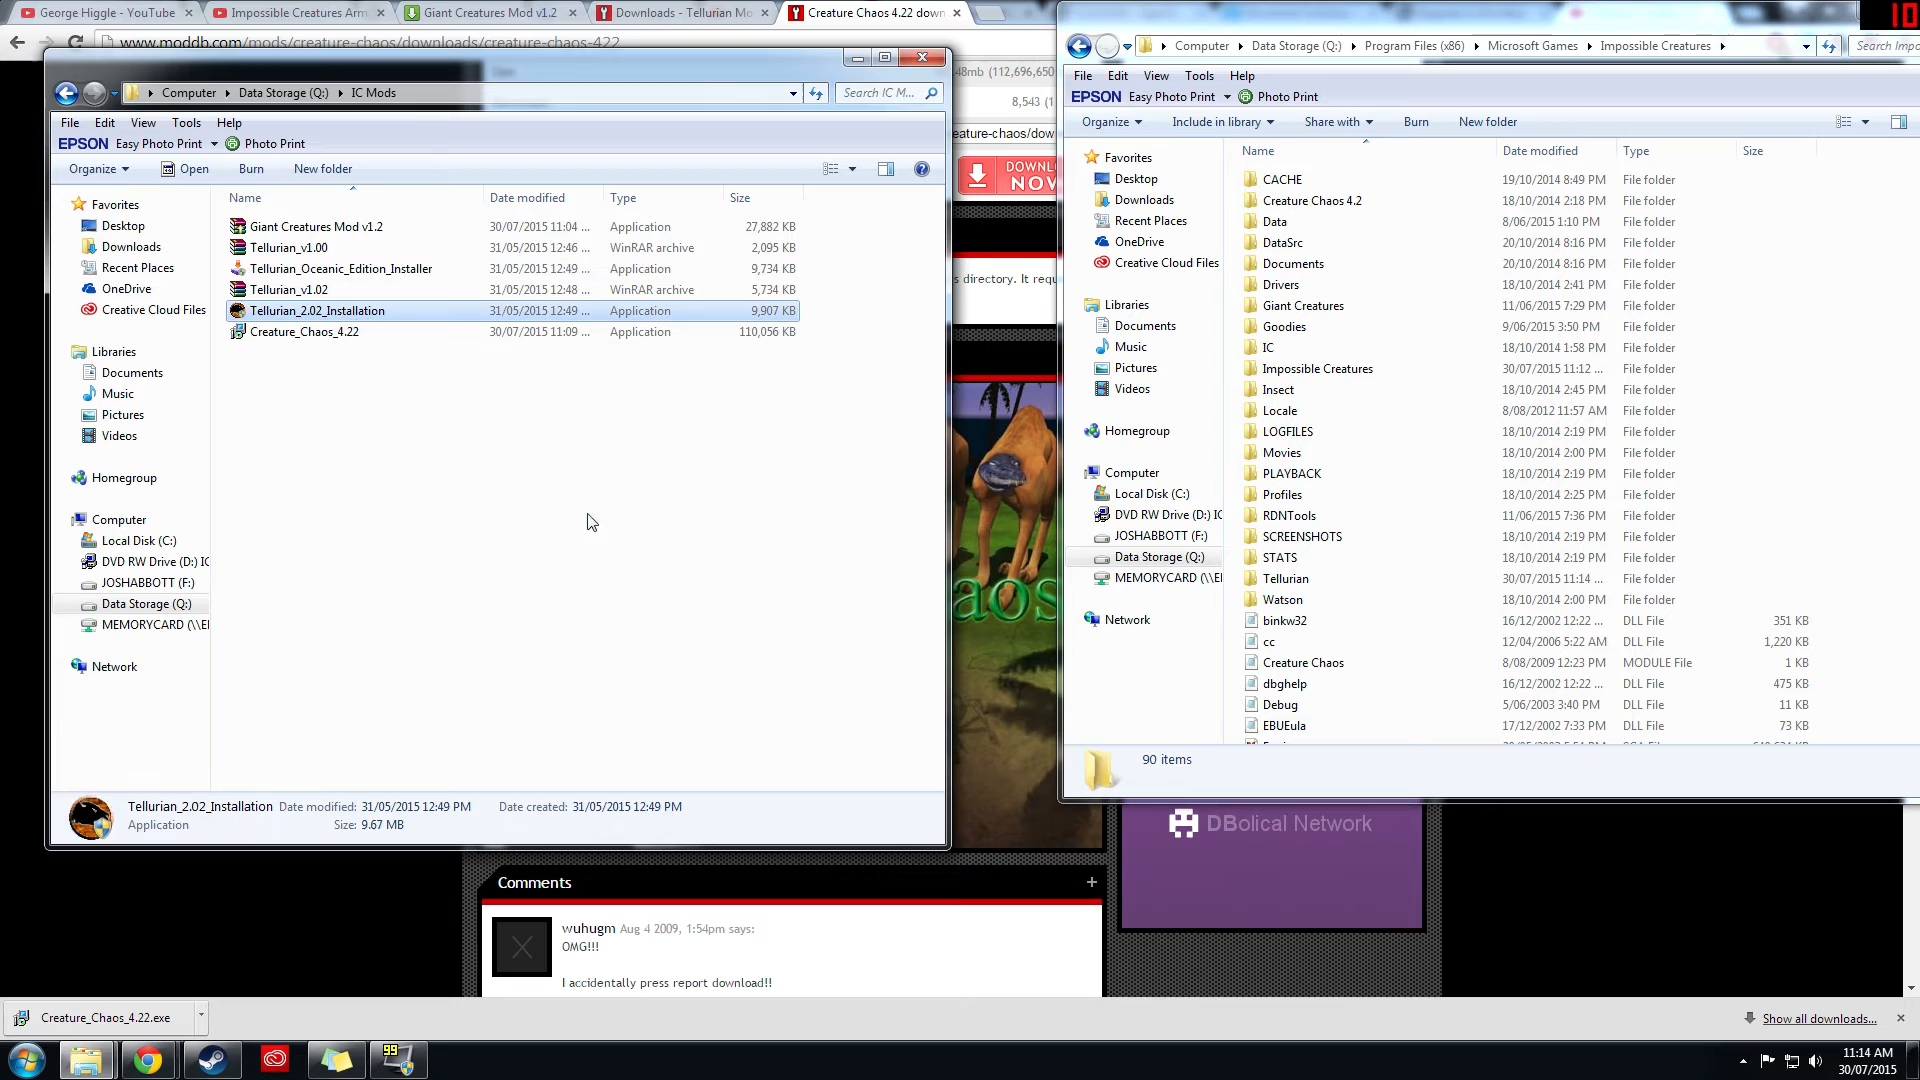 George Higgle - YouTube
Impossible Creatures Arm
Giant Creatures Mod v1.2
Downloads - Tellurian Mo
Creature Chaos 4.22 down
www.moddb.com/mods/creature-chaos/downloads/creature-chaos-422
Computer Data Storage (Q:) IC Mods
Search IC M...
File Edit View Tools Help
EPSON Easy Photo Print Photo Print
Organize Open Burn New folder
Name Date modified Type Size
Favorites
Desktop
Downloads
Recent Places
OneDrive
Creative Cloud Files
Libraries
Documents
Music
Pictures
Videos
Homegroup
Computer
Local Disk (C:)
DVD RW Drive (D:) IC
JOSHABBOTT (F:)
Data Storage (Q:)
MEMORYCARD (\\El
Network
Giant Creatures Mod v1.2 30/07/2015 11:04 ... Application 27,882 KB
Tellurian_v1.00 31/05/2015 12:46 ... WinRAR archive 2,095 KB
Tellurian_Oceanic_Edition_Installer 31/05/2015 12:49 ... Application 9,734 KB
Tellurian_v1.02 31/05/2015 12:48 ... WinRAR archive 5,734 KB
Tellurian_2.02_Installation 31/05/2015 12:49 ... Application 9,907 KB
Creature_Chaos_4.22 30/07/2015 11:09 ... Application 110,056 KB
Tellurian_2.02_Installation Date modified: 31/05/2015 12:49 PM Date created: 31/05/2015 12:49 PM
Application Size: 9.67 MB
48mb (112,696,650
8,543 (1
eature-chaos/dow
DOWNL
NOW
s directory. It requ
aos
10
Computer Data Storage (Q:) Program Files (x86) Microsoft Games Impossible Creatures
Search Impo
File Edit View Tools Help
EPSON Easy Photo Print Photo Print
Organize Include in library Share with Burn New folder
Name Date modified Type Size
Favorites
Desktop
Downloads
Recent Places
OneDrive
Creative Cloud Files
Libraries
Documents
Music
Pictures
Videos
Homegroup
Computer
Local Disk (C:)
DVD RW Drive (D:) IC
JOSHABBOTT (F:)
Data Storage (Q:)
MEMORYCARD (\\El
Network
CACHE 19/10/2014 8:49 PM File folder
Creature Chaos 4.2 18/10/2014 2:18 PM File folder
Data 8/06/2015 1:10 PM File folder
DataSrc 20/10/2014 8:16 PM File folder
Documents 20/10/2014 8:16 PM File folder
Drivers 18/10/2014 2:41 PM File folder
Giant Creatures 11/06/2015 7:29 PM File folder
Goodies 9/06/2015 3:50 PM File folder
IC 18/10/2014 1:58 PM File folder
Impossible Creatures 30/07/2015 11:12 ... File folder
Insect 18/10/2014 2:45 PM File folder
Locale 8/08/2012 11:57 AM File folder
LOGFILES 18/10/2014 2:19 PM File folder
Movies 18/10/2014 2:00 PM File folder
PLAYBACK 18/10/2014 2:19 PM File folder
Profiles 18/10/2014 2:25 PM File folder
RDNTools 11/06/2015 7:36 PM File folder
SCREENSHOTS 18/10/2014 2:19 PM File folder
STATS 18/10/2014 2:19 PM File folder
Tellurian 30/07/2015 11:14 ... File folder
Watson 18/10/2014 2:00 PM File folder
binkw32 16/12/2002 12:22 ... DLL File 351 KB
cc 12/04/2006 5:22 AM DLL File 1,220 KB
Creature Chaos 8/08/2009 12:23 PM MODULE File 1 KB
dbghelp 16/12/2002 12:22 ... DLL File 475 KB
Debug 5/06/2003 3:40 PM DLL File 11 KB
EBUEula 17/12/2002 7:33 PM DLL File 73 KB
90 items
DBolical Network
Comments +
wuhugm Aug 4 2009, 1:54pm says:
OMG!!!
I accidentally press report download!!
Creature_Chaos_4.22.exe
Show all downloads...
99
11:14 AM
30/07/2015